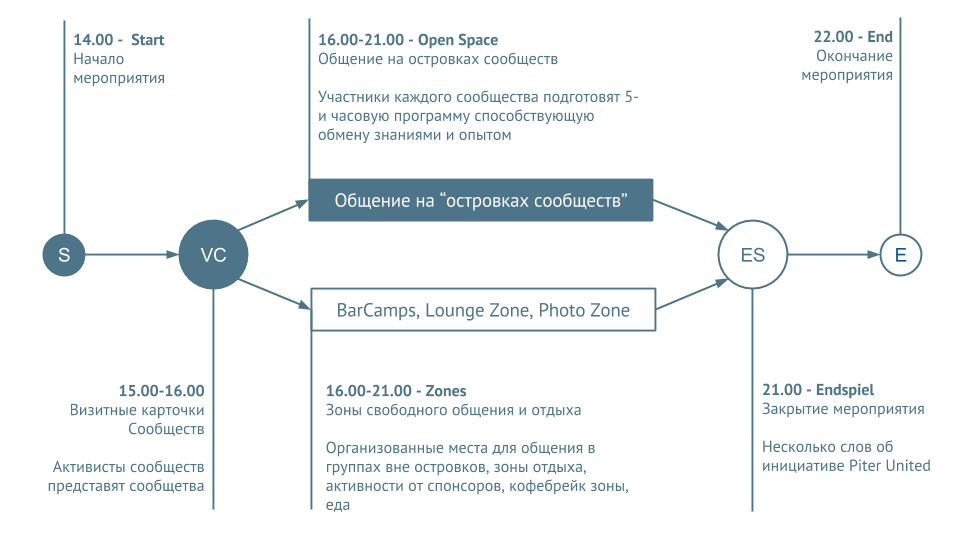 14.00 - Start
Начало
мероприятия
16.00-21.00 - Open Space
Общение на островках сообществ
Участники каждого сообщества подготовят 5-
и часовую программу способствующую
обмену знаниями и опытом
22.00 - End
Окончание
мероприятия
Общение на “островках сообществ”
S
VC
ES
E
BarCamps, Lounge Zone, Photo Zone
15.00-16.00
Визитные карточки
Сообществ
Активисты сообществ
представят сообщетва
16.00-21.00 - Zones
Зоны свободного общения и отдыха
Организованные места для общения в
группах вне островков, зоны отдыха,
активности от спонсоров, кофебрейк зоны,
еда
21.00 - Endspiel
Закрытие мероприятия
Несколько слов об
инициативе Piter United